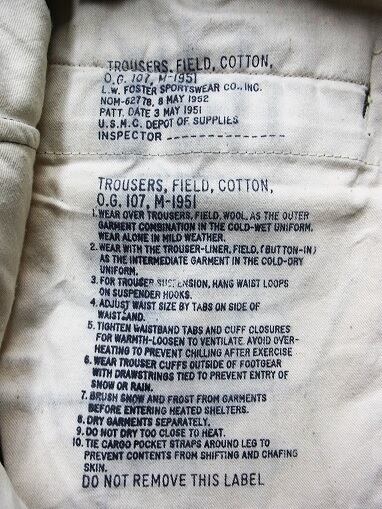 TROUSERS, FIELD, COTTON,
O.G. 107, M-1951
L.W. FOSTER SPORTSWEAR CO., INC.
NOM-62778, 8 MAY 1952
PATT. DATE 3 MAY 1951
U.S.M.C. DEPOT OF SUPPLIES
INSPECTOR
TROUSERS, FIELD, COTTON,
O.G. 107, M-1951
1. WEAR OVER TROUSERS, FIELD, WOOL, AS THE OUTER
GARMENT COMBINATION IN THE COLD-WET UNIFORM.
WEAR ALONE IN MILD WEATHER.
2. WEAR WITH THE TROUSER-LINER, FIELD, (BUTTON-IN)
AS THE INTERMEDIATE GARMENT IN THE COLD-DRY
UNIFORM.
3. FOR TROUSER SUSPENSION, HANG WAIST LOOPS
ON SUSPENDER HOOKS.
4. ADJUST WAIST SIZE BY TABS ON SIDE OF
WAISTBAND.
5. TIGHTEN WAISTBAND TABS AND CUFF CLOSURES
FOR WARMTH-LOOSEN TO VENTILATE. AVOID OVER-
HEATING TO PREVENT CHILLING AFTER EXERCISE
6. WEAR TROUSER CUFFS OUTSIDE OF FOOTGEAR
WITH DRAWSTRINGS TIED TO PREVENT ENTRY OF
SNOW OR RAIN.
7. BRUSH SNOW AND FROST FROM GARMENTS
BEFORE ENTERING HEATED SHELTERS.
8. DRY GARMENTS SEPARATELY.
9. DO NOT DRY TOO CLOSE TO HEAT.
10. TIE CARGO POCKET STRAPS AROUND LEG TO
PREVENT CONTENTS FROM SHIFTING AND CHAFING
SKIN.
DO NOT REMOVE THIS LABEL